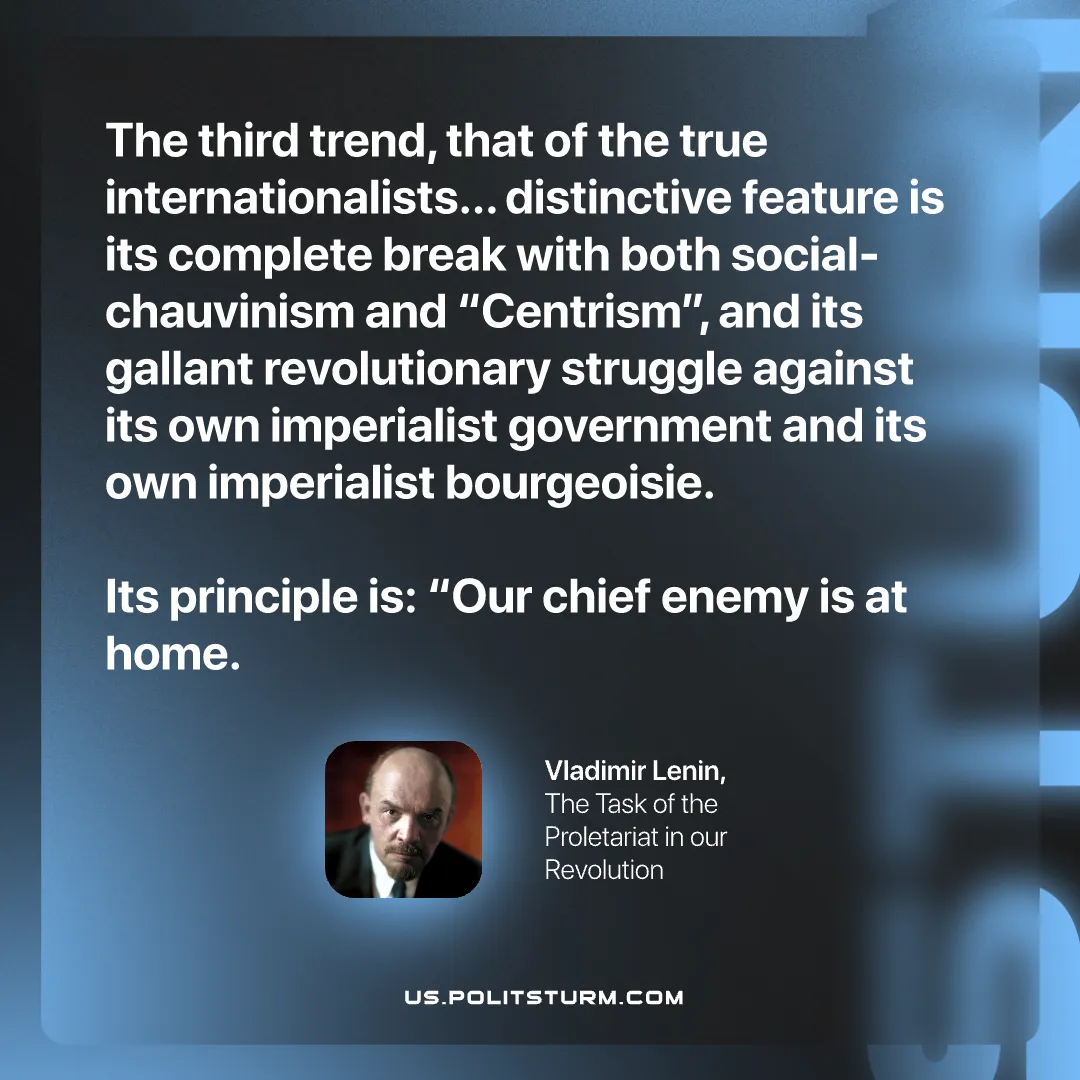 The third trend, that of the true
internationalists... distinctive feature is
its complete break with both social-
chauvinism and “Centrism”, and its
gallant revolutionary struggle against
its own imperialist government and its
own imperialist bourgeoisie.
Its principle is: “Our chief enemy is at
home.
Vladimir Lenin,
The Task of the
Proletariat in our
Revolution
US.POLITSTURM.COM